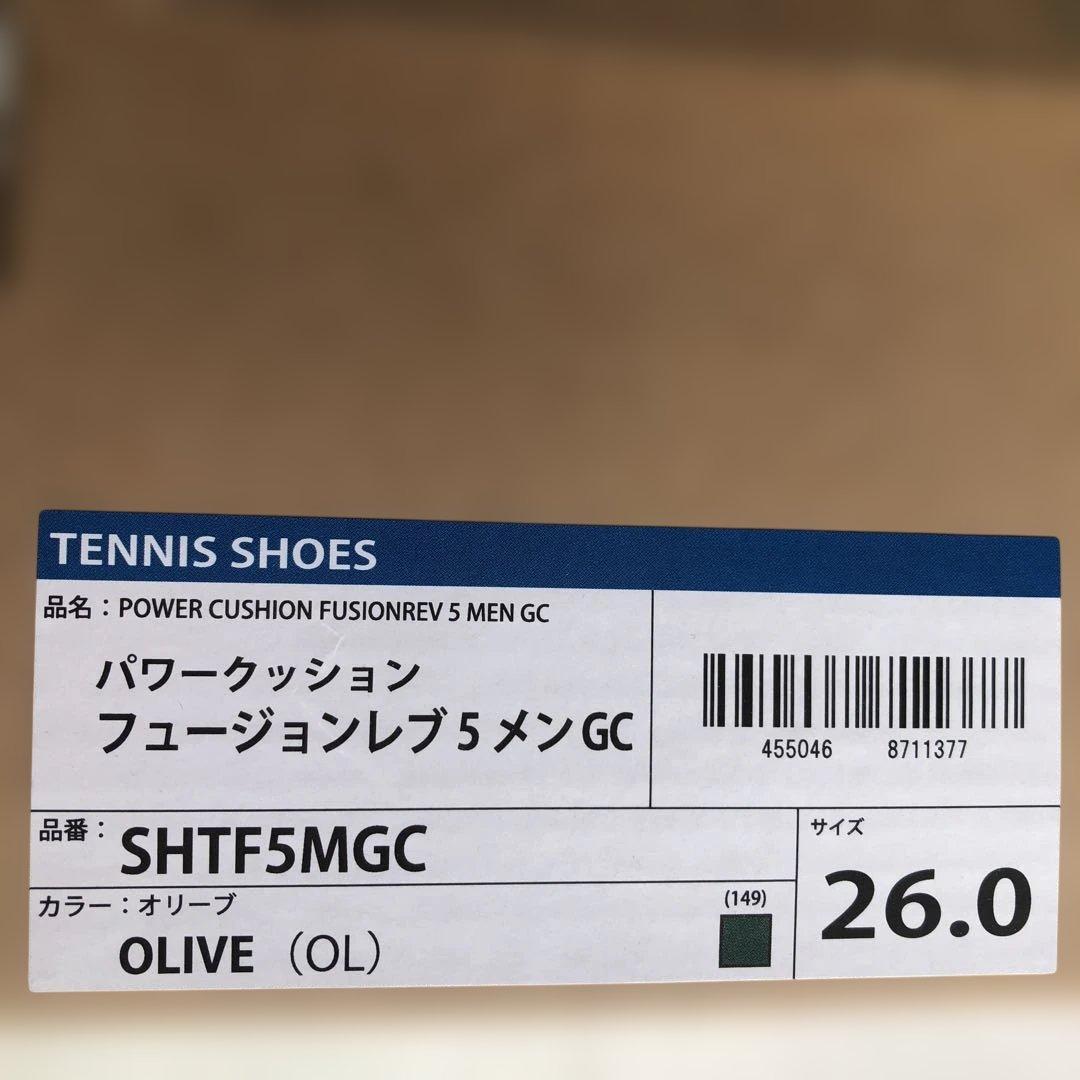 TENNIS SHOES
品名：POWER CUSHION FUSIONREV 5 MEN GC
パワークッション
フュージョンレブ 5 メン GC
455046 8711377
品番：
SHTF5MGC
サイズ
26.0
カラー：オリーブ
OLIVE（OL）
(149)